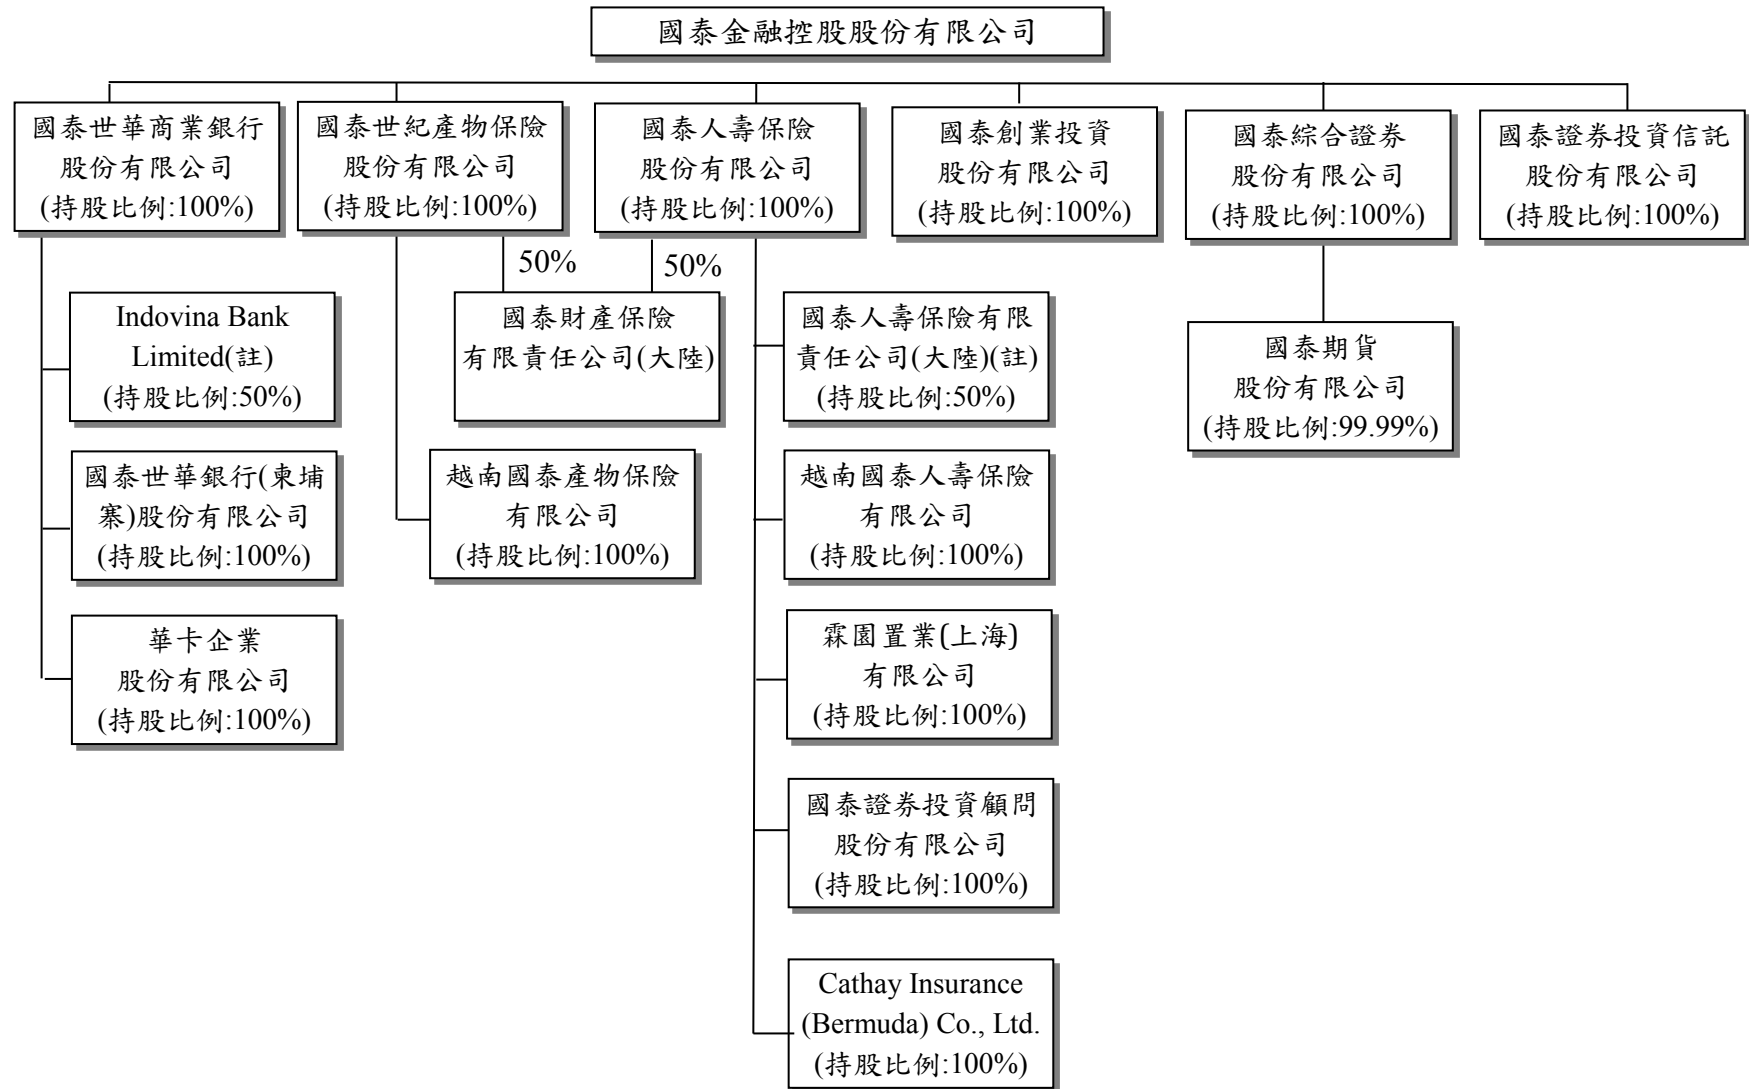 國泰金融控股股份有限公司
國泰世華商業銀行
股份有限公司
(持股比例:100%)
國泰世紀產物保險
股份有限公司
(持股比例:100%)
國泰人壽保險
股份有限公司
(持股比例:100%)
國泰創業投資
股份有限公司
(持股比例:100%)
國泰綜合證券
股份有限公司
(持股比例:100%)
國泰證券投資信託
股份有限公司
(持股比例:100%)
50%
50%
Indovina Bank
Limited(註)
(持股比例:50%)
國泰財產保險
有限責任公司(大陸)
國泰人壽保險有限
責任公司(大陸)(註)
(持股比例:50%)
國泰期貨
股份有限公司
(持股比例:99.99%)
國泰世華銀行(柬埔
寨)股份有限公司
(持股比例:100%)
越南國泰產物保險
有限公司
(持股比例:100%)
越南國泰人壽保險
有限公司
(持股比例:100%)
華卡企業
股份有限公司
(持股比例:100%)
霖園置業(上海)
有限公司
(持股比例:100%)
國泰證券投資顧問
股份有限公司
(持股比例:100%)
Cathay Insurance
(Bermuda) Co., Ltd.
(持股比例:100%)